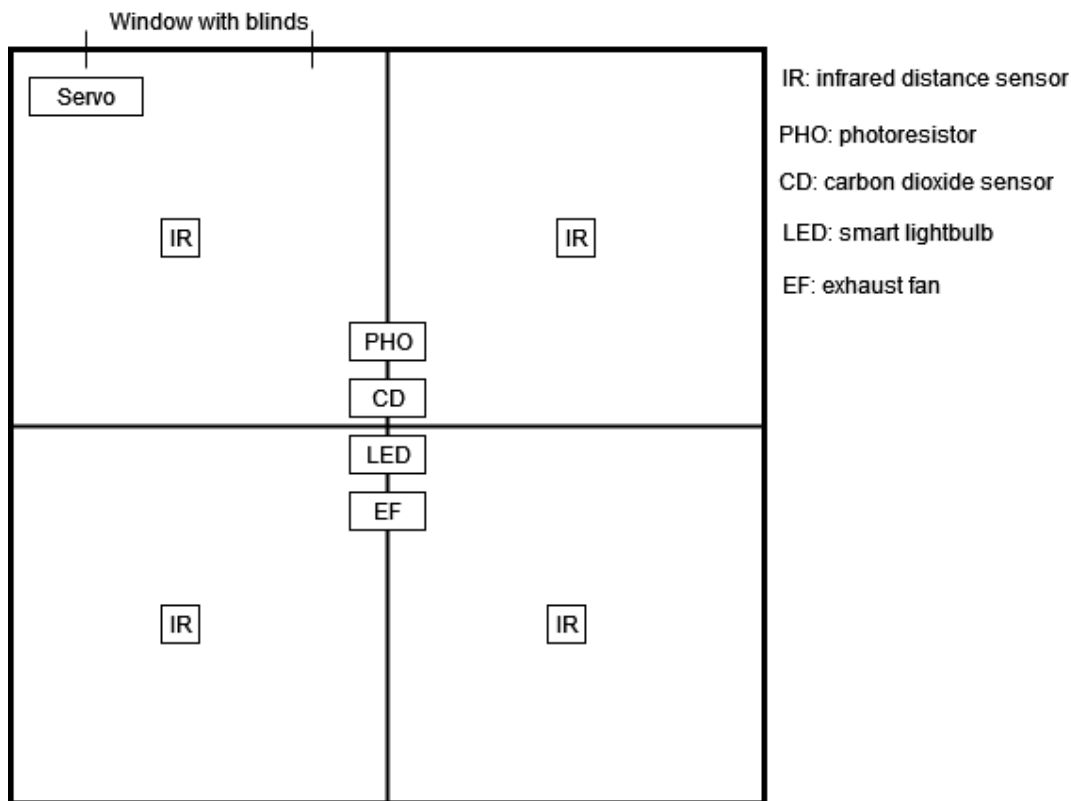 Window with blinds
Servo
IR: infrared distance sensor
PHO: photoresistor
CD: carbon dioxide sensor
LED: smart lightbulb
EF: exhaust fan
IR
IR
PHO
CD
LED
EF
IR
IR